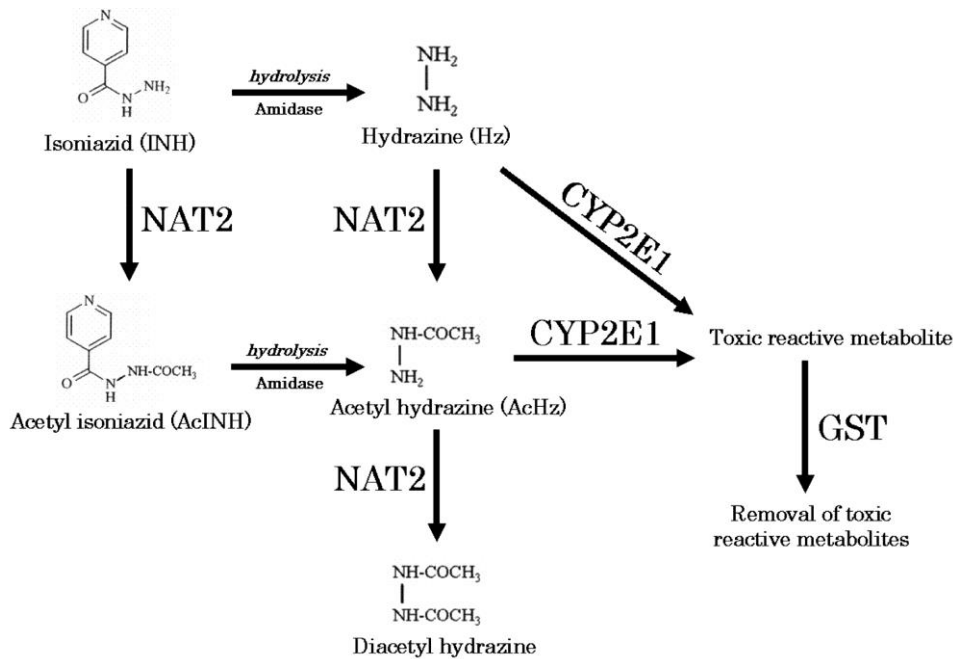 N
O
N
H
NH₂
Isoniazid (INH)
hydrolysis
Amidase
NH₂
NH₂
Hydrazine (Hz)
NAT2
NAT2
CYP2E1
N
O
N
H
NH-COCH₃
Acetyl isoniazid (AcINH)
hydrolysis
Amidase
NH-COCH₃
NH₂
Acetyl hydrazine (AcHz)
CYP2E1
Toxic reactive metabolite
NAT2
GST
Removal of toxic
reactive metabolites
NH-COCH₃
NH-COCH₃
Diacetyl hydrazine